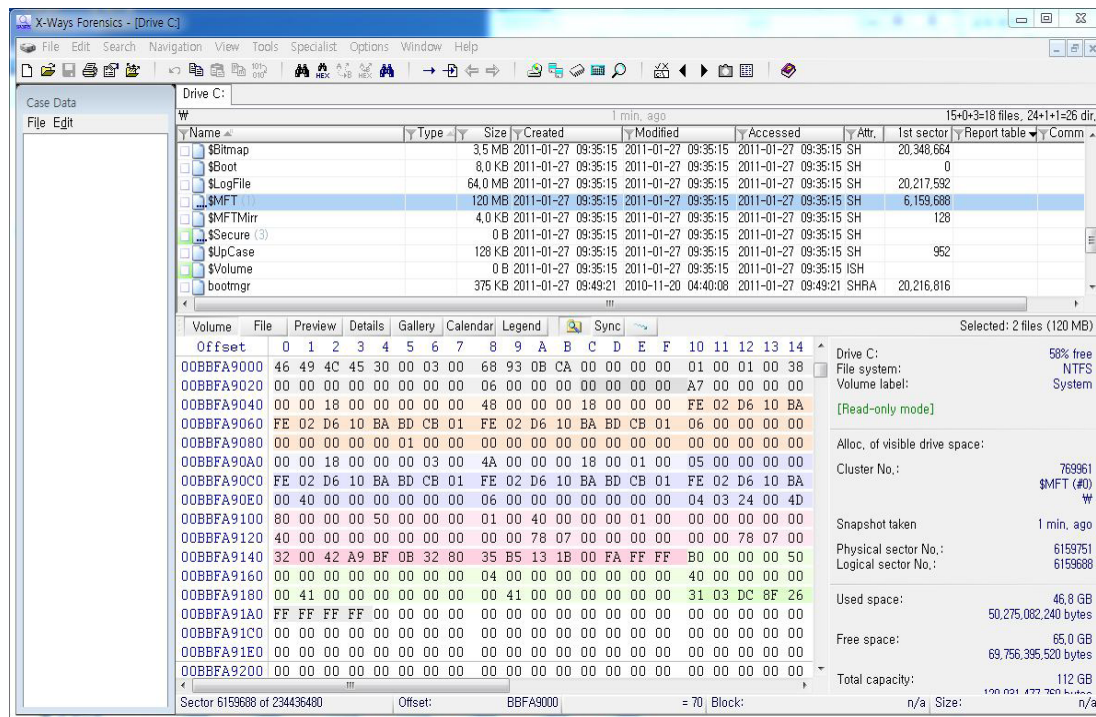 X-Ways Forensics - [Drive C:]
File Edit Search Navigation View Tools Specialist Options Window Help
Case Data
File Edit
Drive C:
₩ 1 min. ago 15+0+3=18 files, 24+1+1=26 dir.
Name Type Size Created Modified Accessed Attr. 1st sector Report table Comm
$Bitmap 3.5 MB 2011-01-27 09:35:15 2011-01-27 09:35:15 2011-01-27 09:35:15 SH 20,348,664
$Boot 8.0 KB 2011-01-27 09:35:15 2011-01-27 09:35:15 2011-01-27 09:35:15 SH 0
$LogFile 64.0 MB 2011-01-27 09:35:15 2011-01-27 09:35:15 2011-01-27 09:35:15 SH 20,217,592
$MFT (1) 120 MB 2011-01-27 09:35:15 2011-01-27 09:35:15 2011-01-27 09:35:15 SH 6,159,688
$MFTMirr 4.0 KB 2011-01-27 09:35:15 2011-01-27 09:35:15 2011-01-27 09:35:15 SH 128
$Secure (3) 0 B 2011-01-27 09:35:15 2011-01-27 09:35:15 2011-01-27 09:35:15 SH
$UpCase 128 KB 2011-01-27 09:35:15 2011-01-27 09:35:15 2011-01-27 09:35:15 SH 952
$Volume 0 B 2011-01-27 09:35:15 2011-01-27 09:35:15 2011-01-27 09:35:15 ISH
bootmgr 375 KB 2011-01-27 09:49:21 2010-11-20 04:40:08 2011-01-27 09:49:21 SHRA 20,216,816
Volume File Preview Details Gallery Calendar Legend Sync Selected: 2 files (120 MB)
Offset 0 1 2 3 4 5 6 7 8 9 A B C D E F 10 11 12 13 14
00BBFA9000 46 49 4C 45 30 00 03 00 68 93 0B CA 00 00 00 00 01 00 01 00 38
00BBFA9020 00 00 00 00 00 00 00 00 06 00 00 00 00 00 00 00 A7 00 00 00 00
00BBFA9040 00 00 18 00 00 00 00 00 48 00 00 00 18 00 00 00 FE 02 D6 10 BA
00BBFA9060 FE 02 D6 10 BA BD CB 01 FE 02 D6 10 BA BD CB 01 06 00 00 00 00
00BBFA9080 00 00 00 00 00 01 00 00 00 00 00 00 00 00 00 00 00 00 00 00 00
00BBFA90A0 00 00 18 00 00 00 03 00 4A 00 00 00 18 00 01 00 05 00 00 00 00
00BBFA90C0 FE 02 D6 10 BA BD CB 01 FE 02 D6 10 BA BD CB 01 FE 02 D6 10 BA
00BBFA90E0 00 40 00 00 00 00 00 00 06 00 00 00 00 00 00 00 04 03 24 00 4D
00BBFA9100 80 00 00 00 50 00 00 00 01 00 40 00 00 00 01 00 00 00 00 00 00
00BBFA9120 40 00 00 00 00 00 00 00 00 00 78 07 00 00 00 00 00 00 78 07 00
00BBFA9140 32 00 42 A9 BF 0B 32 80 35 B5 13 1B 00 FA FF FF B0 00 00 00 50
00BBFA9160 00 00 00 00 00 00 00 00 04 00 00 00 00 00 00 00 40 00 00 00 00
00BBFA9180 00 41 00 00 00 00 00 00 00 41 00 00 00 00 00 00 31 03 DC 8F 26
00BBFA91A0 FF FF FF FF 00 00 00 00 00 00 00 00 00 00 00 00 00 00 00 00 00
00BBFA91C0 00 00 00 00 00 00 00 00 00 00 00 00 00 00 00 00 00 00 00 00 00
00BBFA91E0 00 00 00 00 00 00 00 00 00 00 00 00 00 00 00 00 00 00 00 00 00
00BBFA9200 00 00 00 00 00 00 00 00 00 00 00 00 00 00 00 00 00 00 00 00 00
Drive C: 58% free
File system: NTFS
Volume label: System
[Read-only mode]
Alloc. of visible drive space:
Cluster No.: 769961
$MFT (#0)
₩
Snapshot taken 1 min. ago
Physical sector No.: 6159751
Logical sector No.: 6159688
Used space: 46.8 GB
50,275,082,240 bytes
Free space: 65.0 GB
69,756,395,520 bytes
Total capacity: 112 GB
Sector 6159688 of 234436480 Offset: BBFA9000 = 70 Block: n/a Size: n/a